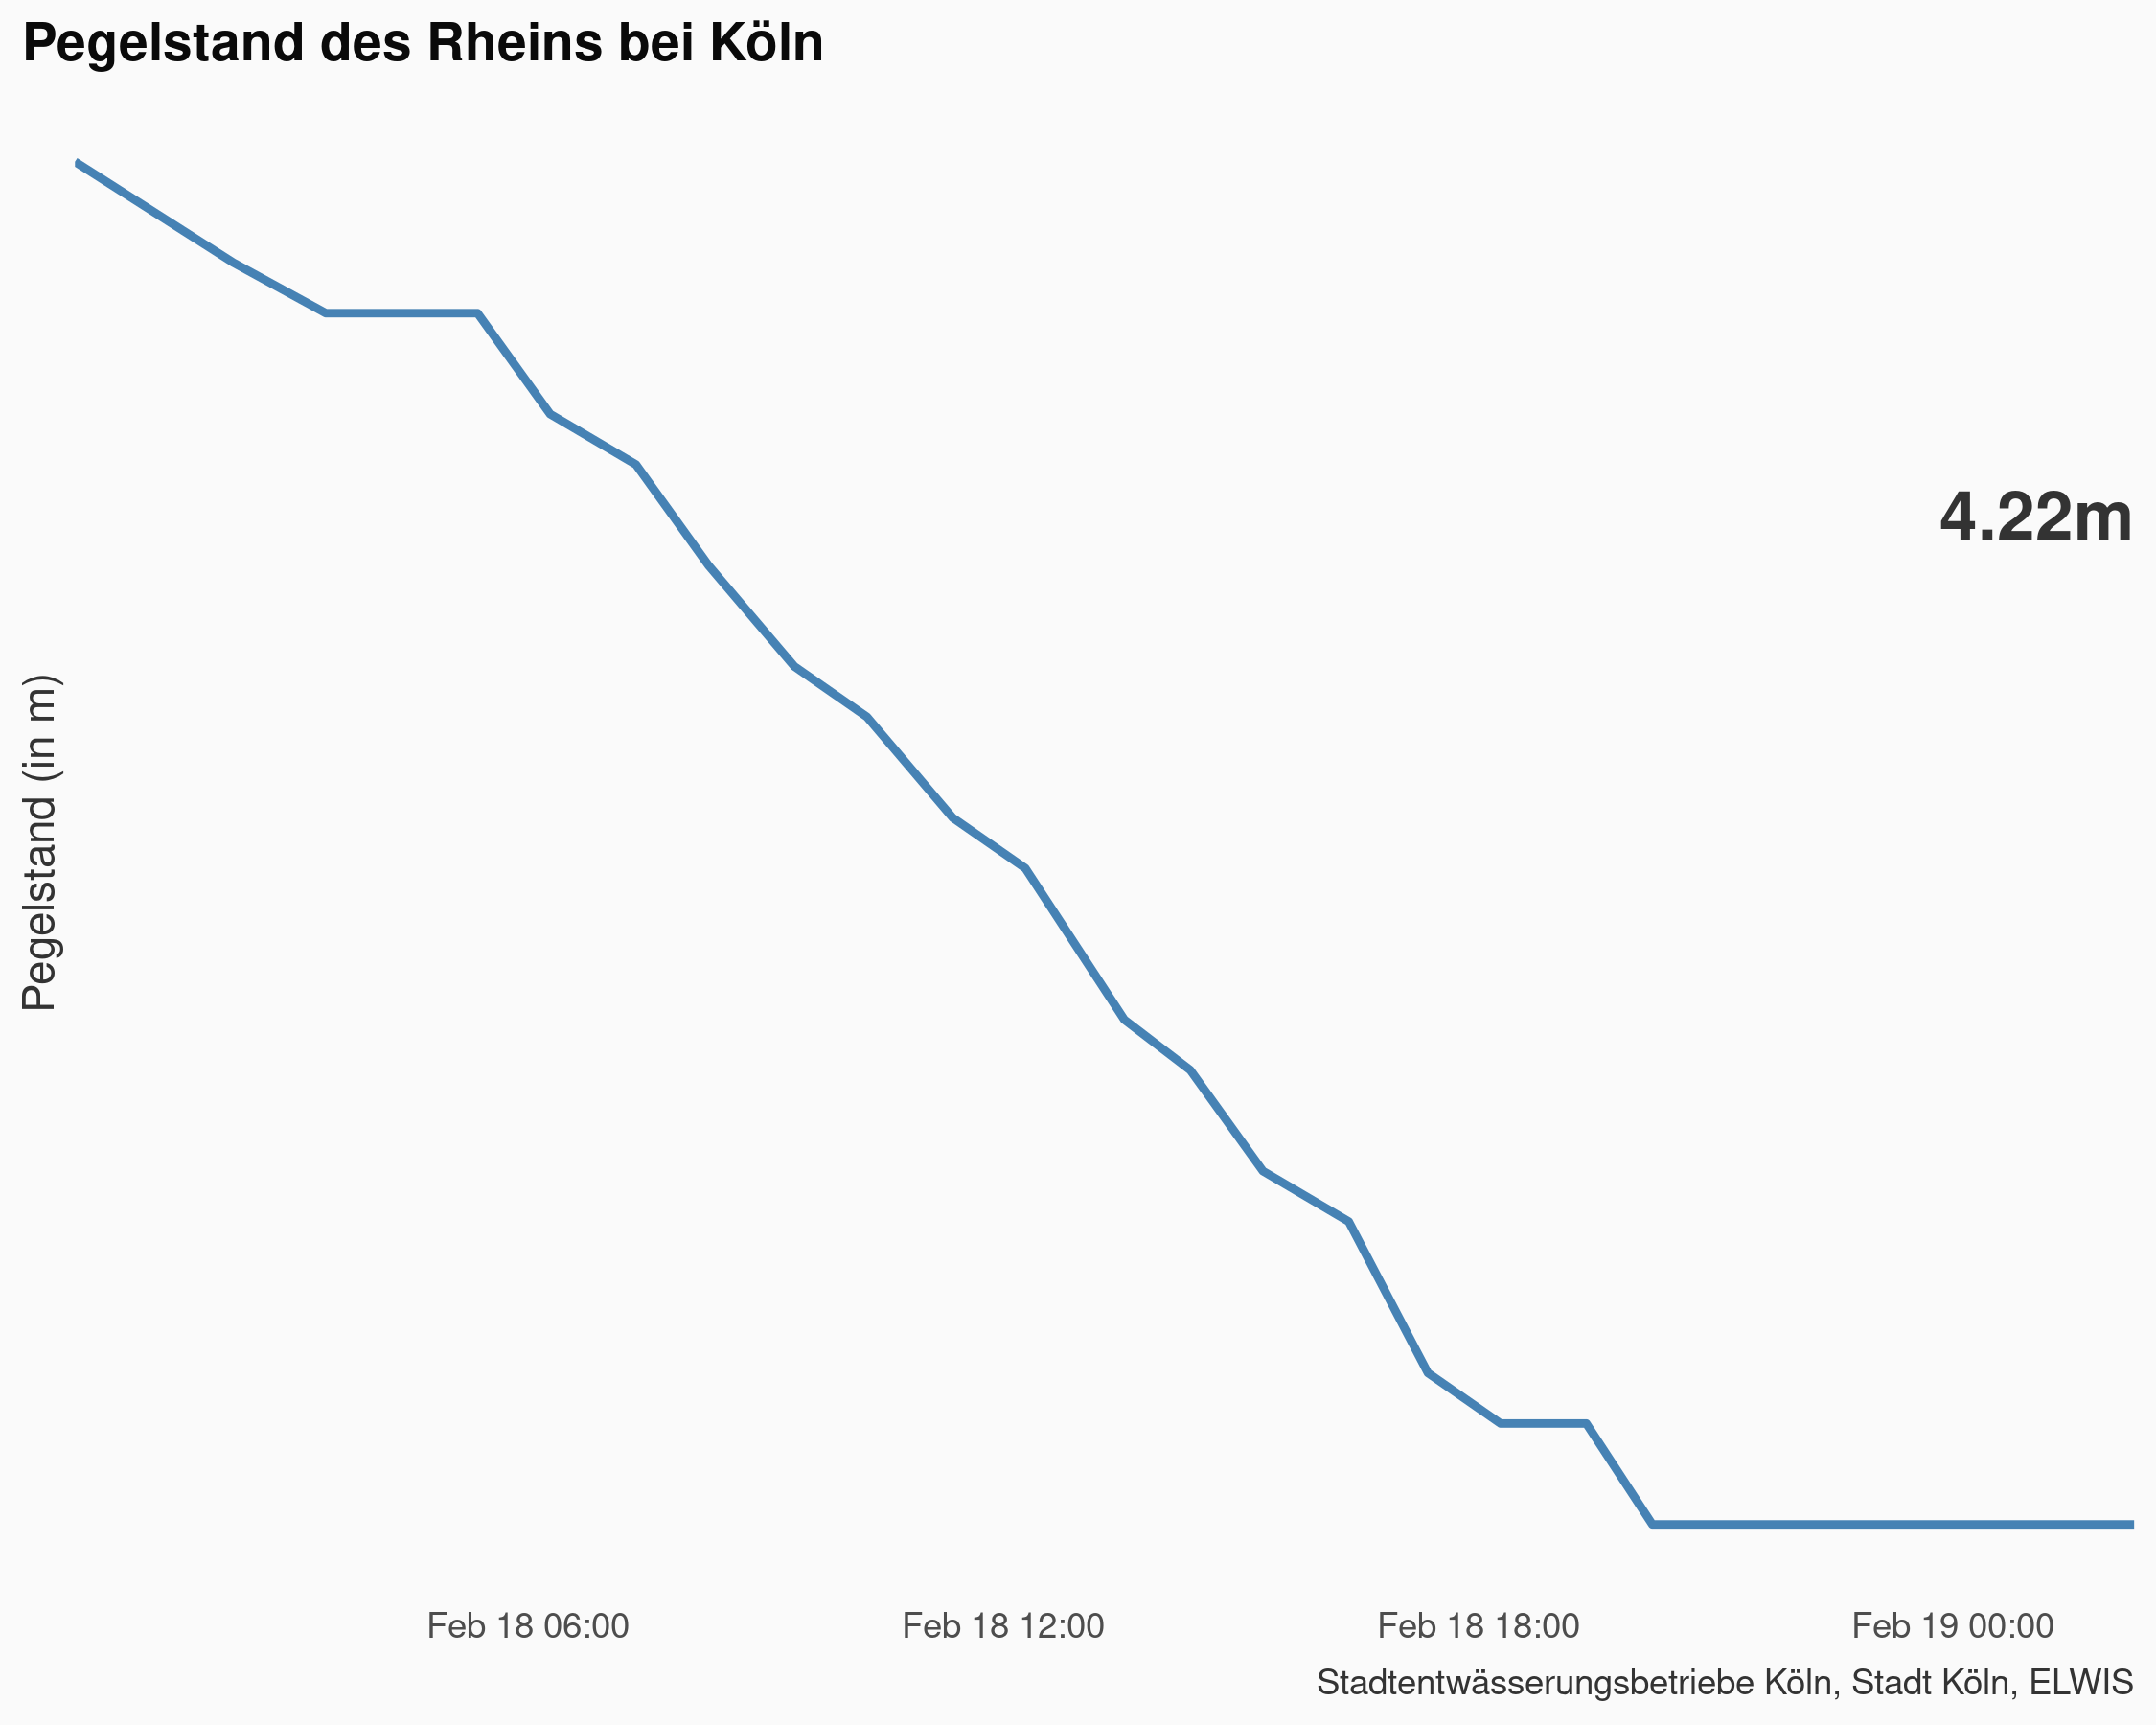 Pegelstand des Rheins bei Köln
4.22m
Pegelstand (in m)
Feb 18 06:00
Feb 18 12:00
Feb 18 18:00
Feb 19 00:00
Stadtentwässerungsbetriebe Köln, Stadt Köln, ELWIS